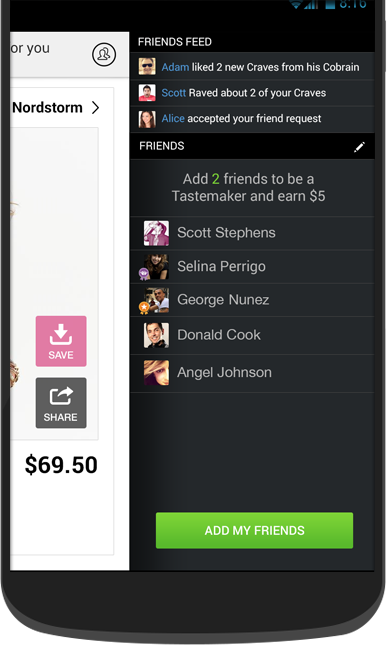 8:16
or you
FRIENDS FEED
Adam liked 2 new Craves from his Cobrain
Scott Raved about 2 of your Craves
Alice accepted your friend request
Nordstorm
FRIENDS
Add 2 friends to be a
Tastemaker and earn $5
Scott Stephens
Selina Perrigo
George Nunez
Donald Cook
Angel Johnson
SAVE
SHARE
$69.50
ADD MY FRIENDS